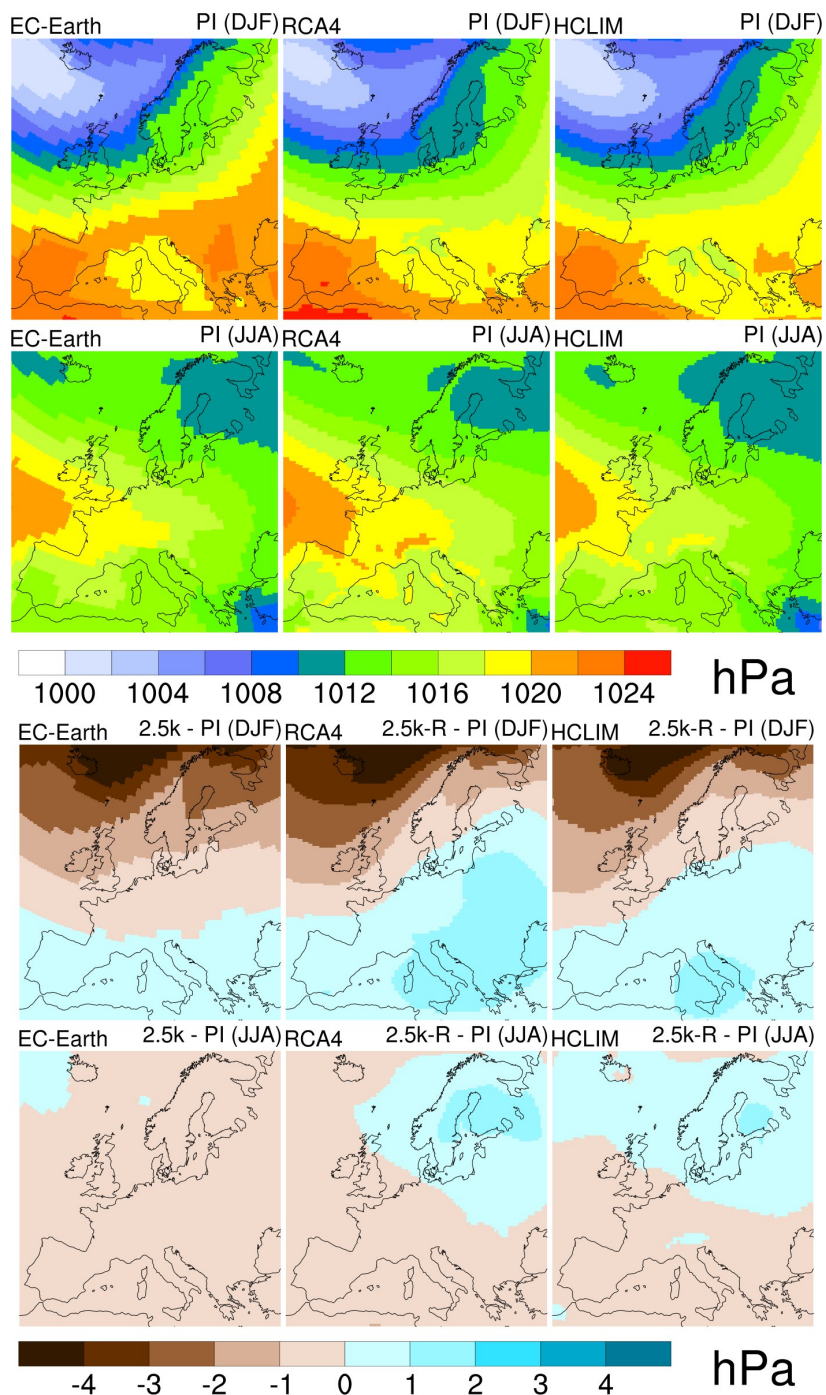 EC-Earth PI (DJF) RCA4 PI (DJF) HCLIM PI (DJF)
EC-Earth PI (JJA) RCA4 PI (JJA) HCLIM PI (JJA)
1000 1004 1008 1012 1016 1020 1024 hPa
EC-Earth 2.5k - PI (DJF) RCA4 2.5k-R - PI (DJF) HCLIM 2.5k-R - PI (DJF)
EC-Earth 2.5k - PI (JJA) RCA4 2.5k-R - PI (JJA) HCLIM 2.5k-R - PI (JJA)
-4 -3 -2 -1 0 1 2 3 4 hPa